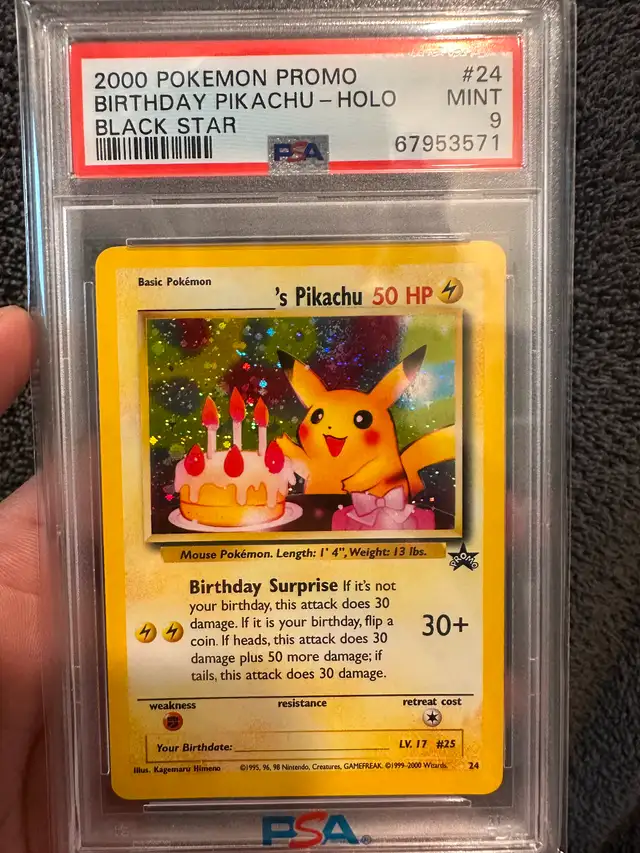 2000 POKEMON PROMO #24
BIRTHDAY PIKACHU - HOLO MINT
BLACK STAR 9
PSA 67953571
Basic Pokémon
's Pikachu 50 HP
Mouse Pokémon. Length: 1' 4", Weight: 13 lbs.
PROMO
Birthday Surprise If it's not
your birthday, this attack does 30
damage. If it is your birthday, flip a
coin. If heads, this attack does 30
damage plus 50 more damage; if
tails, this attack does 30 damage.
30+
weakness resistance retreat cost
Your Birthdate: LV. 17 #25
Illus. Kagemaru Himeno ©1995, 96, 98 Nintendo, Creatures, GAMEFREAK. ©1999-2000 Wizards. 24
PSA®